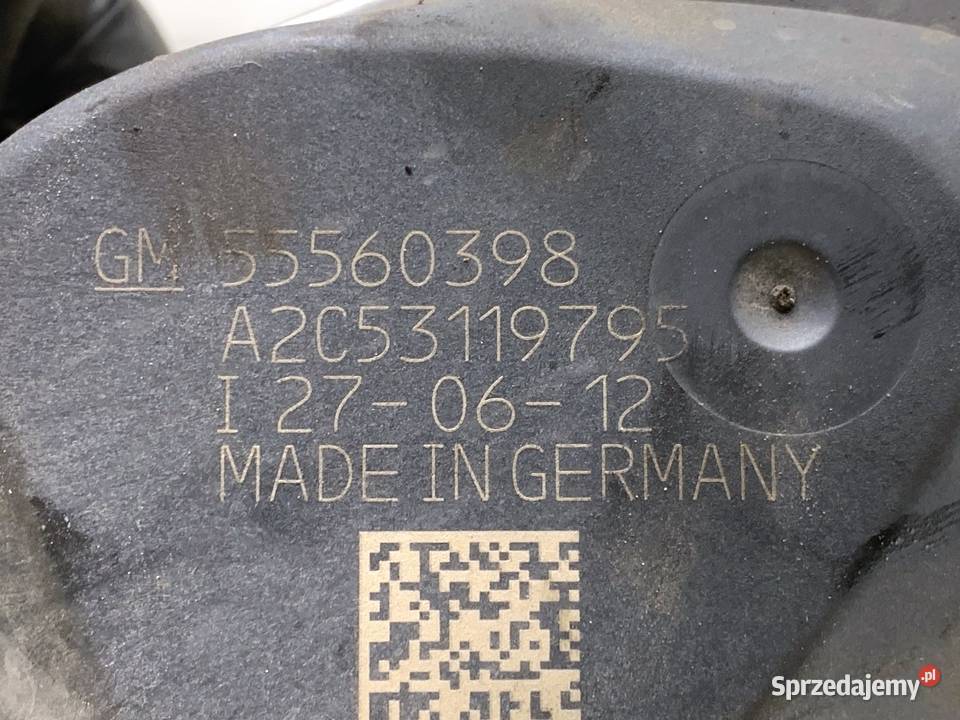 GM 55560398
A2C53119795
I 27-06-12
MADE IN GERMANY
Sprzedajemy.pl